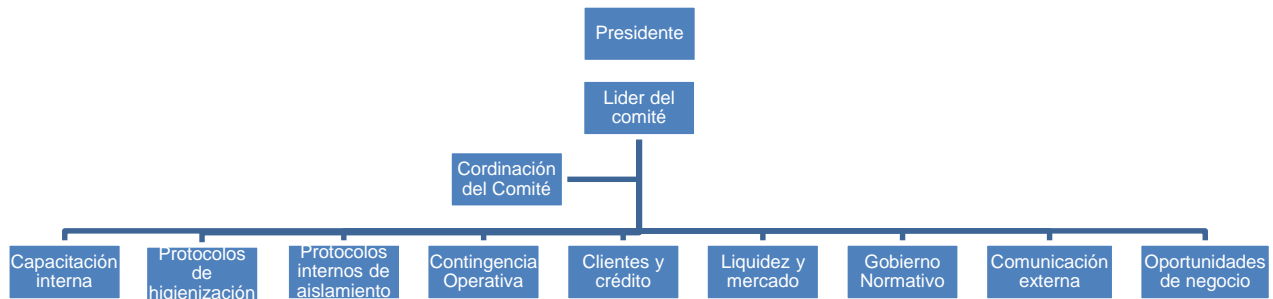 Presidente
Lider del
comité
Cordinación
del Comité
Capacitación
interna
Protocolos
de
higienización
Protocolos
internos de
aislamiento
Contingencia
Operativa
Clientes y
crédito
Liquidez y
mercado
Gobierno
Normativo
Comunicación
externa
Oportunidades
de negocio